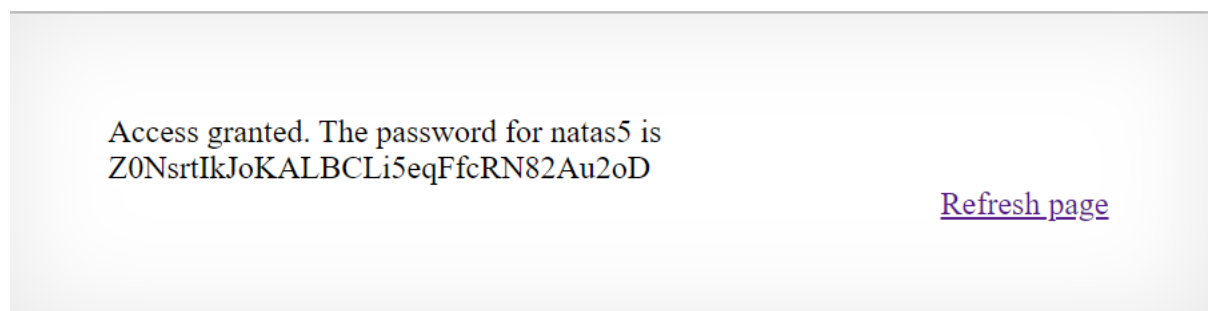 Access granted. The password for natas5 is
Z0NsrtIkJoKALBCLi5eqFfcRN82Au2oD
Refresh page